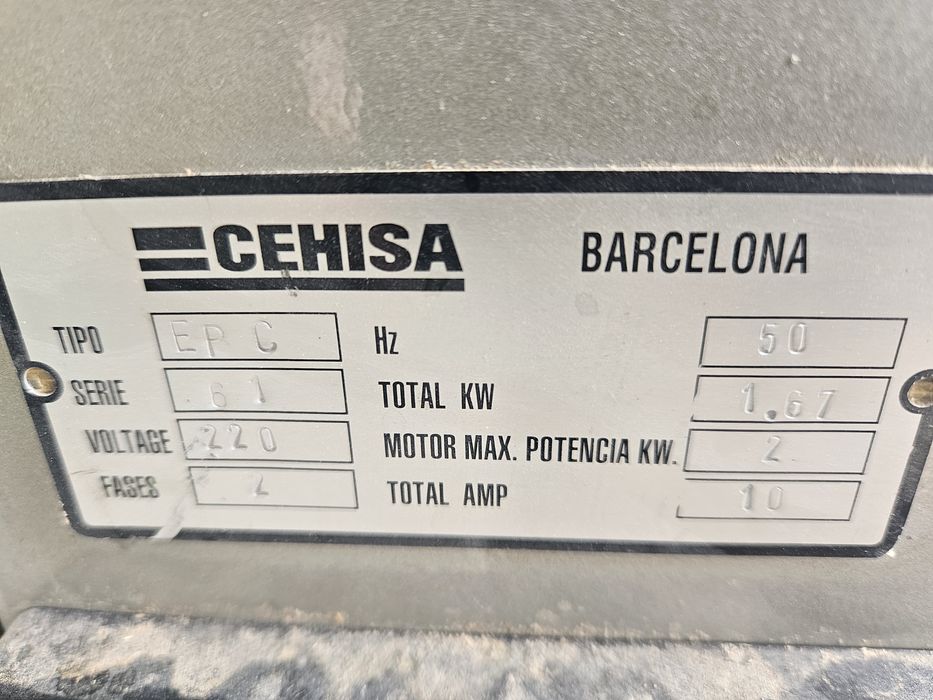 CEHISA BARCELONA
TIPO EP C Hz 50
SERIE 61 TOTAL KW 1.67
VOLTAGE 220 MOTOR MAX. POTENCIA KW. 2
FASES 2 TOTAL AMP 10